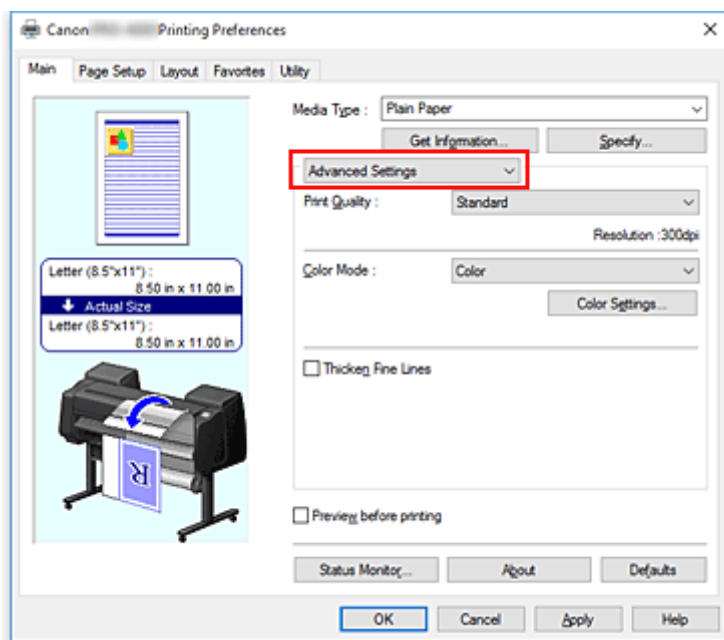 Canon Printing Preferences
Main Page Setup Layout Favorites Utility
Media Type : Plain Paper
Get Information... Specify...
Advanced Settings
Print Quality : Standard
Resolution :300dpi
Color Mode : Color
Color Settings...
Thicken Fine Lines
Letter (8.5"x11") :
8.50 in x 11.00 in
Actual Size
Letter (8.5"x11") :
8.50 in x 11.00 in
R
Preview before printing
Status Monitor... About Defaults
OK Cancel Apply Help